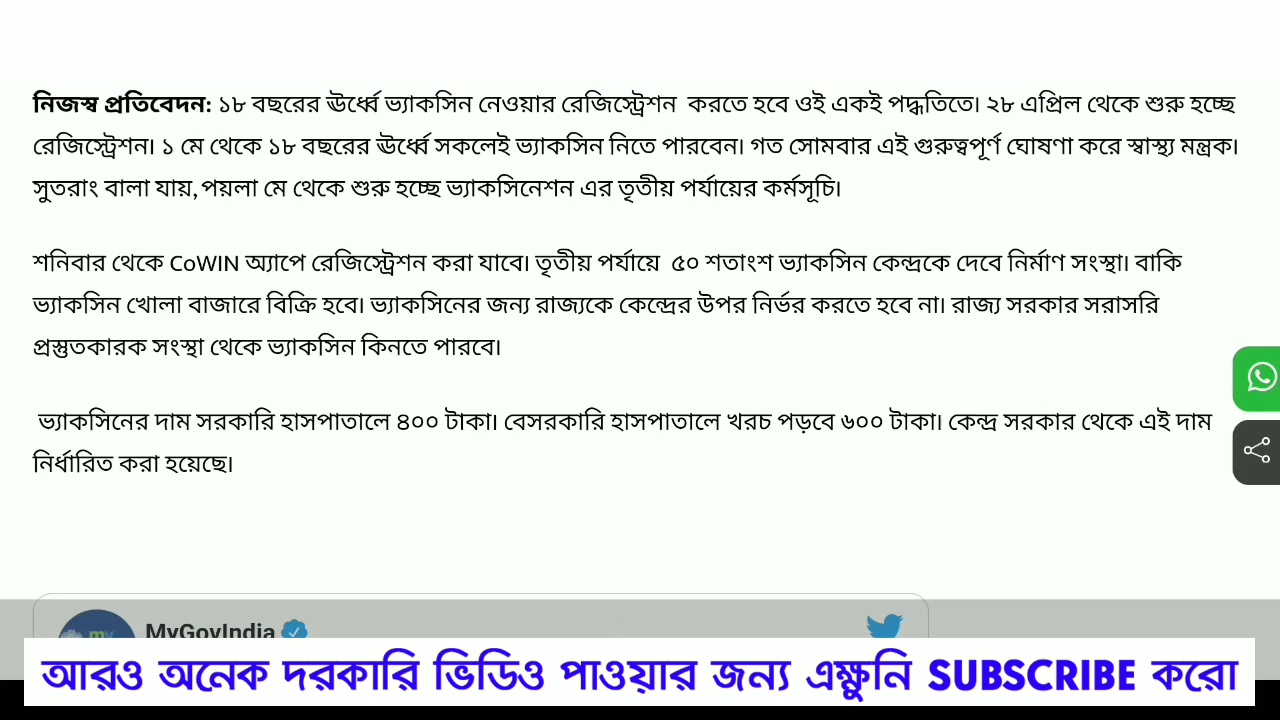 নিজস্ব প্রতিবেদন: ১৮ বছরের ঊর্ধ্বে ভ্যাকসিন নেওয়ার রেজিস্ট্রেশন করতে হবে ওই একই পদ্ধতিতে। ২৮ এপ্রিল থেকে শুরু হচ্ছে
রেজিস্ট্রেশন। ১ মে থেকে ১৮ বছরের ঊর্ধ্বে সকলেই ভ্যাকসিন নিতে পারবেন। গত সোমবার এই গুরুত্বপূর্ণ ঘোষণা করে স্বাস্থ্য মন্ত্রক।
সুতরাং বালা যায়, পয়লা মে থেকে শুরু হচ্ছে ভ্যাকসিনেশন এর তৃতীয় পর্যায়ের কর্মসূচি।
শনিবার থেকে CoWIN অ্যাপে রেজিস্ট্রেশন করা যাবে। তৃতীয় পর্যায়ে ৫০ শতাংশ ভ্যাকসিন কেন্দ্রকে দেবে নির্মাণ সংস্থা। বাকি
ভ্যাকসিন খোলা বাজারে বিক্রি হবে। ভ্যাকসিনের জন্য রাজ্যকে কেন্দ্রের উপর নির্ভর করতে হবে না। রাজ্য সরকার সরাসরি
প্রস্তুতকারক সংস্থা থেকে ভ্যাকসিন কিনতে পারবে।
ভ্যাকসিনের দাম সরকারি হাসপাতালে ৪০০ টাকা। বেসরকারি হাসপাতালে খরচ পড়বে ৬০০ টাকা। কেন্দ্র সরকার থেকে এই দাম
নির্ধারিত করা হয়েছে।
MyGovIndia
আরও অনেক দরকারি ভিডিও পাওয়ার জন্য এক্ষুনি SUBSCRIBE করো